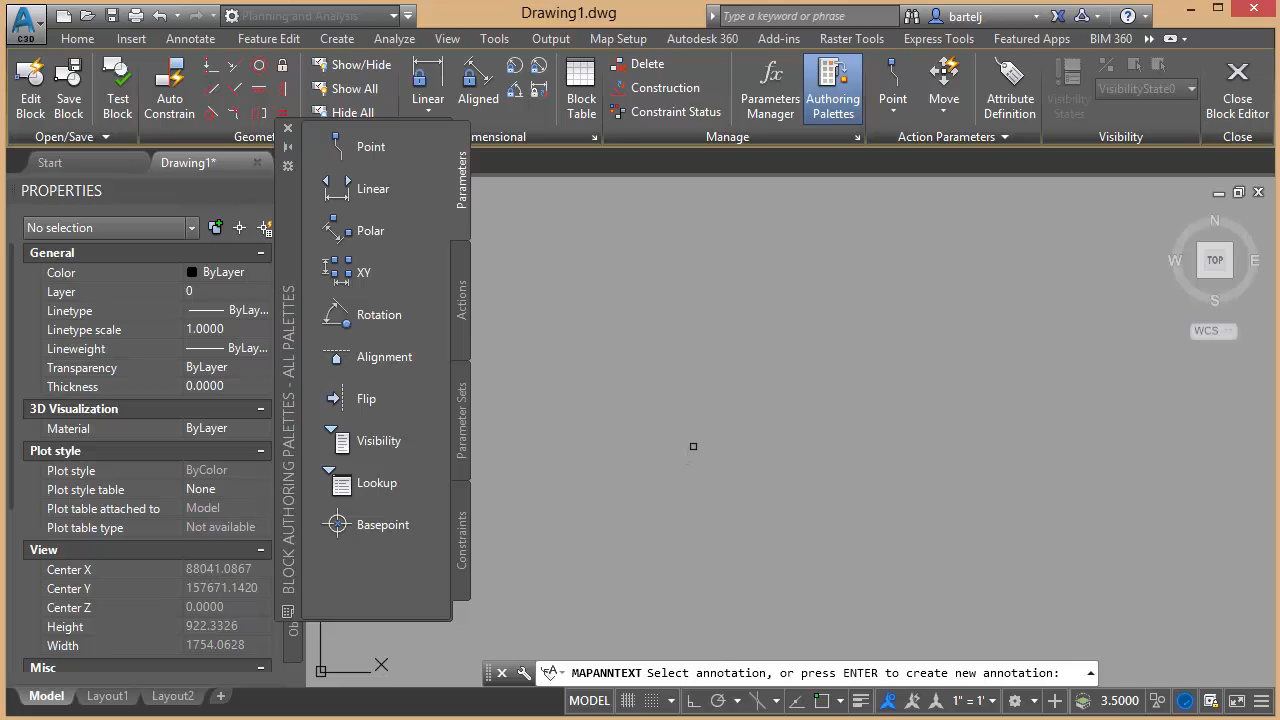 A
C3D
Planning and Analysis
Drawing1.dwg
Type a keyword or phrase
bartelj
Home Insert Annotate Feature Edit Create Analyze View Tools Output Map Setup Autodesk 360 Add-ins Raster Tools Express Tools Featured Apps BIM 360
Edit Block
Save Block
Test Block
Auto Constrain
Show/Hide
Show All
Hide All
Linear
Aligned
Block Table
Delete
Construction
Constraint Status
Parameters Manager
Authoring Palettes
Point
Move
Attribute Definition
Visibility States
VisibilityState0
Close Block Editor
Open/Save
Geom
mensional
Manage
Action Parameters
Visibility
Close
Start
Drawing1*
PROPERTIES
No selection
General
Color ByLayer
Layer 0
Linetype ByLay...
Linetype scale 1.0000
Lineweight ByLay...
Transparency ByLayer
Thickness 0.0000
3D Visualization
Material ByLayer
Plot style
Plot style ByColor
Plot style table None
Plot table attached to Model
Plot table type Not available
View
Center X 88041.0867
Center Y 157671.1420
Center Z 0.0000
Height 922.3326
Width 1754.0628
Misc
BLOCK AUTHORING PALETTES - ALL PALETTES
Point
Linear
Polar
XY
Rotation
Alignment
Flip
Visibility
Lookup
Basepoint
Parameters
Actions
Parameter Sets
Constraints
Ob
N
W TOP E
S
WCS
X
MAPANNTEXT Select annotation, or press ENTER to create new annotation:
Model Layout1 Layout2 +
MODEL
1" = 1'
3.5000